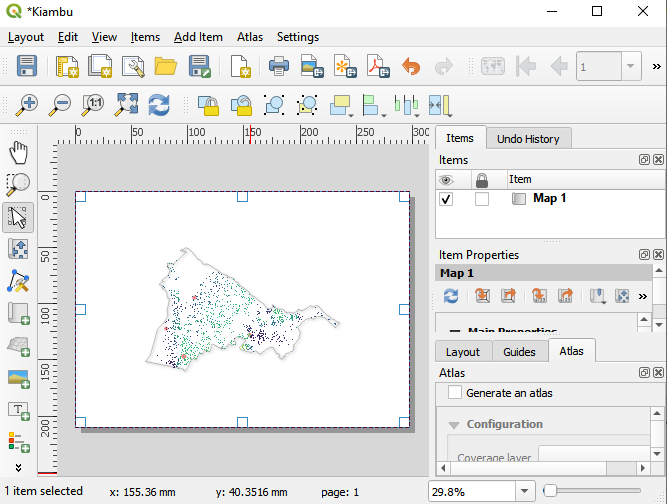 *Kiambu
Layout Edit View Items Add Item Atlas Settings
1
»
1:1
»
0 50 100 150 200 250 300
Items Undo History
Items
Item
Map 1
Item Properties
Map 1
»
Main Properties
Layout Guides Atlas
Atlas
Generate an atlas
Configuration
Coverage layer
0
50
100
150
200
T
1 item selected x: 155.36 mm y: 40.3516 mm page: 1 29.8%